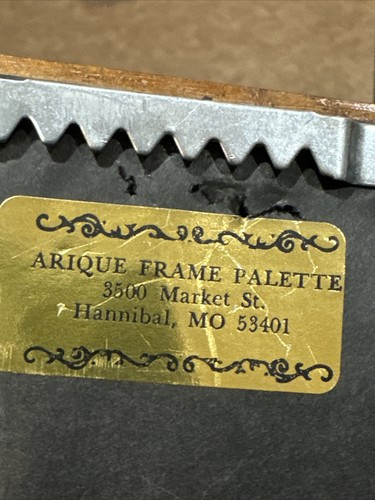 ARIQUE FRAME PALETTE
3500 Market St.
Hannibal, MO 53401